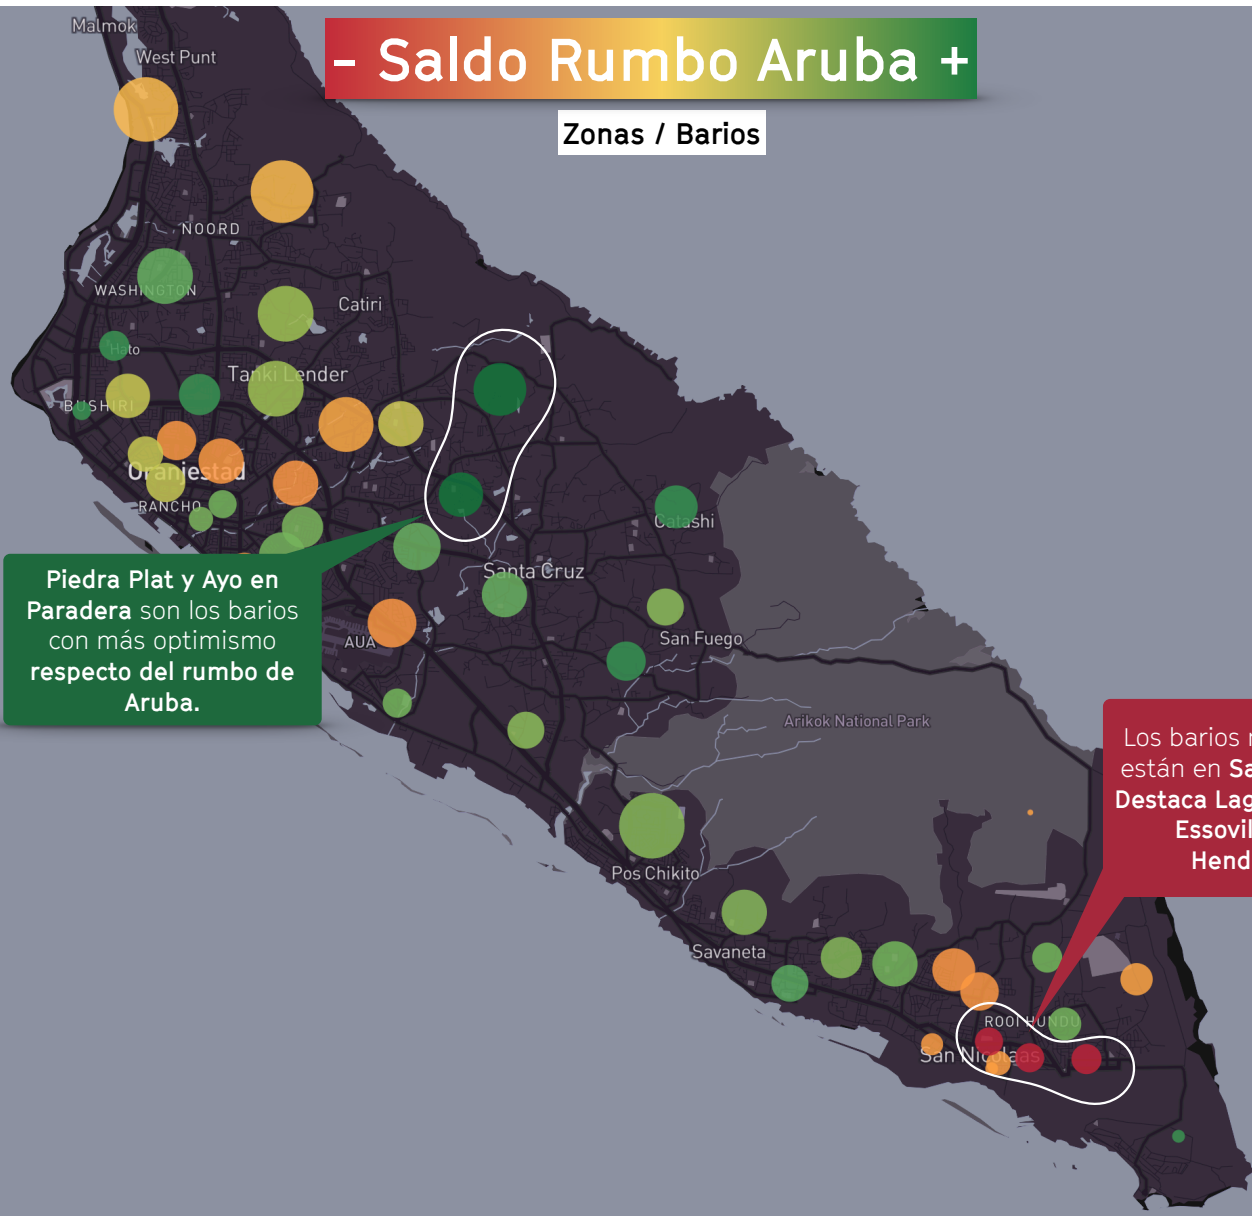 Malmok
West Punt
- Saldo Rumbo Aruba +
Zonas / Barios
NOORD
WASHINGTON
Catiri
Hato
Tanki Lender
BUSHIRI
Oranjestad
RANCHO
Catashi
Santa Cruz
Piedra Plat y Ayo en
Paradera son los barios
con más optimismo
respecto del rumbo de
Aruba.
AUA
San Fuego
Arikok National Park
Los barios
están en
Destaca
Pos Chikito
Savaneta
ROOI HUNDU
San Nicolaas